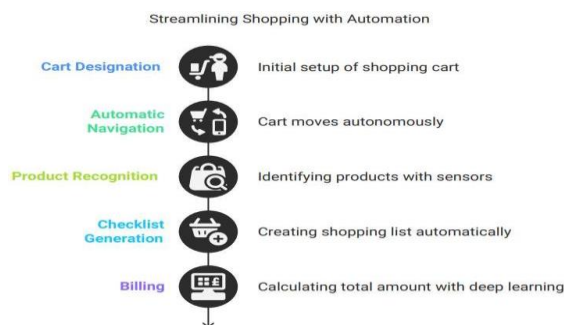 Streamlining Shopping with Automation
Cart Designation
Initial setup of shopping cart
Automatic
Navigation
Cart moves autonomously
Product Recognition
Identifying products with sensors
Checklist
Generation
Creating shopping list automatically
Billing
£
Calculating total amount with deep learning